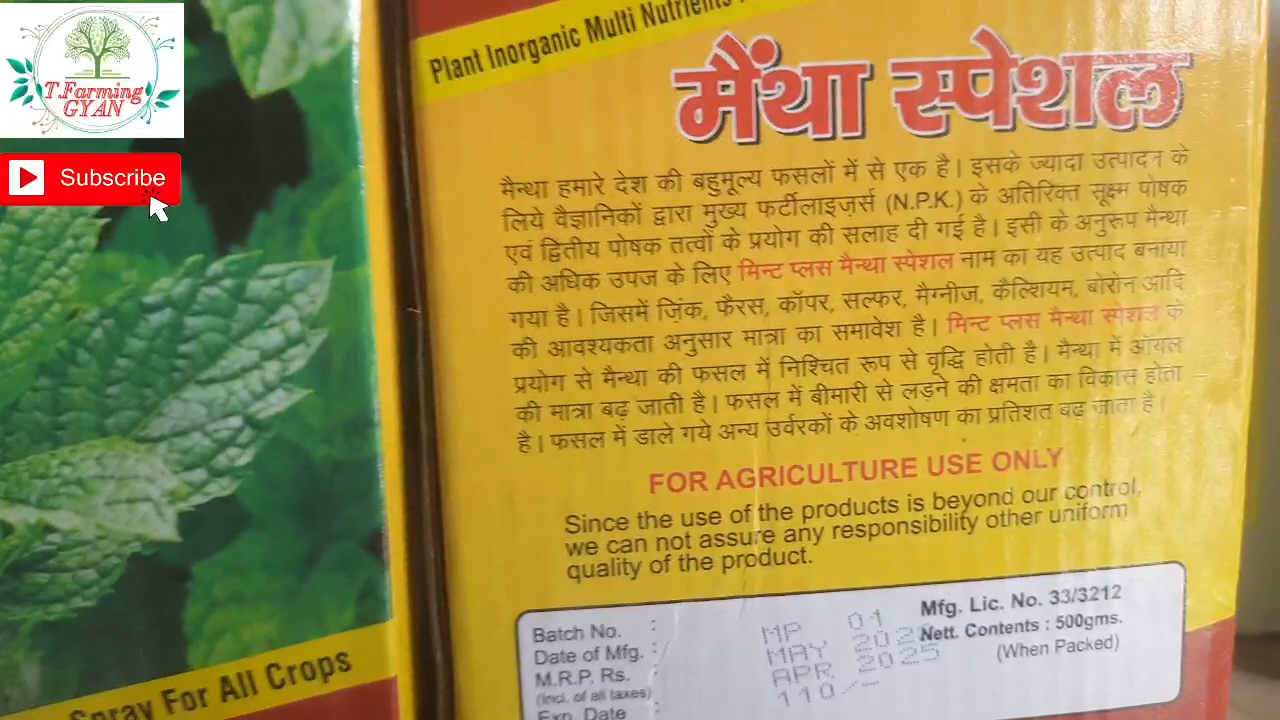 T.Farming
GYAN
Subscribe
Plant Inorganic Multi Nutrients
मैंथा स्पेशल
मैन्था हमारे देश की बहुमूल्य फसलों में से एक है। इसके ज्यादा उत्पादन के
लिये वैज्ञानिकों द्वारा मुख्य फर्टीलाइज़र्स (N.P.K.) के अतिरिक्त सूक्ष्म पोषक
एवं द्वितीय पोषक तत्वों के प्रयोग की सलाह दी गई है। इसी के अनुरूप मैन्था
की अधिक उपज के लिए मिन्ट प्लस मैन्था स्पेशल नाम का यह उत्पाद बनाया
गया है। जिसमें ज़िंक, फैरस, कॉपर, सल्फर, मैग्नीज, कैल्शियम, बोरोन आदि
की आवश्यकता अनुसार मात्रा का समावेश है। मिन्ट प्लस मैन्था स्पेशल के
प्रयोग से मैन्था की फसल में निश्चित रूप से वृद्धि होती है। मैन्था में ऑयल
की मात्रा बढ़ जाती है। फसल में बीमारी से लड़ने की क्षमता का विकास होता
है। फसल में डाले गये अन्य उर्वरकों के अवशोषण का प्रतिशत बढ़ जाता है।
FOR AGRICULTURE USE ONLY
Since the use of the products is beyond our control,
we can not assure any responsibility other uniform
quality of the product.
Batch No. : MP 01
Date of Mfg. : MAY
M.R.P. Rs. APR 2025
(Incl. of all taxes) 110/-
Exp. Date
Mfg. Lic. No. 33/3212
Nett. Contents : 500gms.
(When Packed)
Spray For All Crops